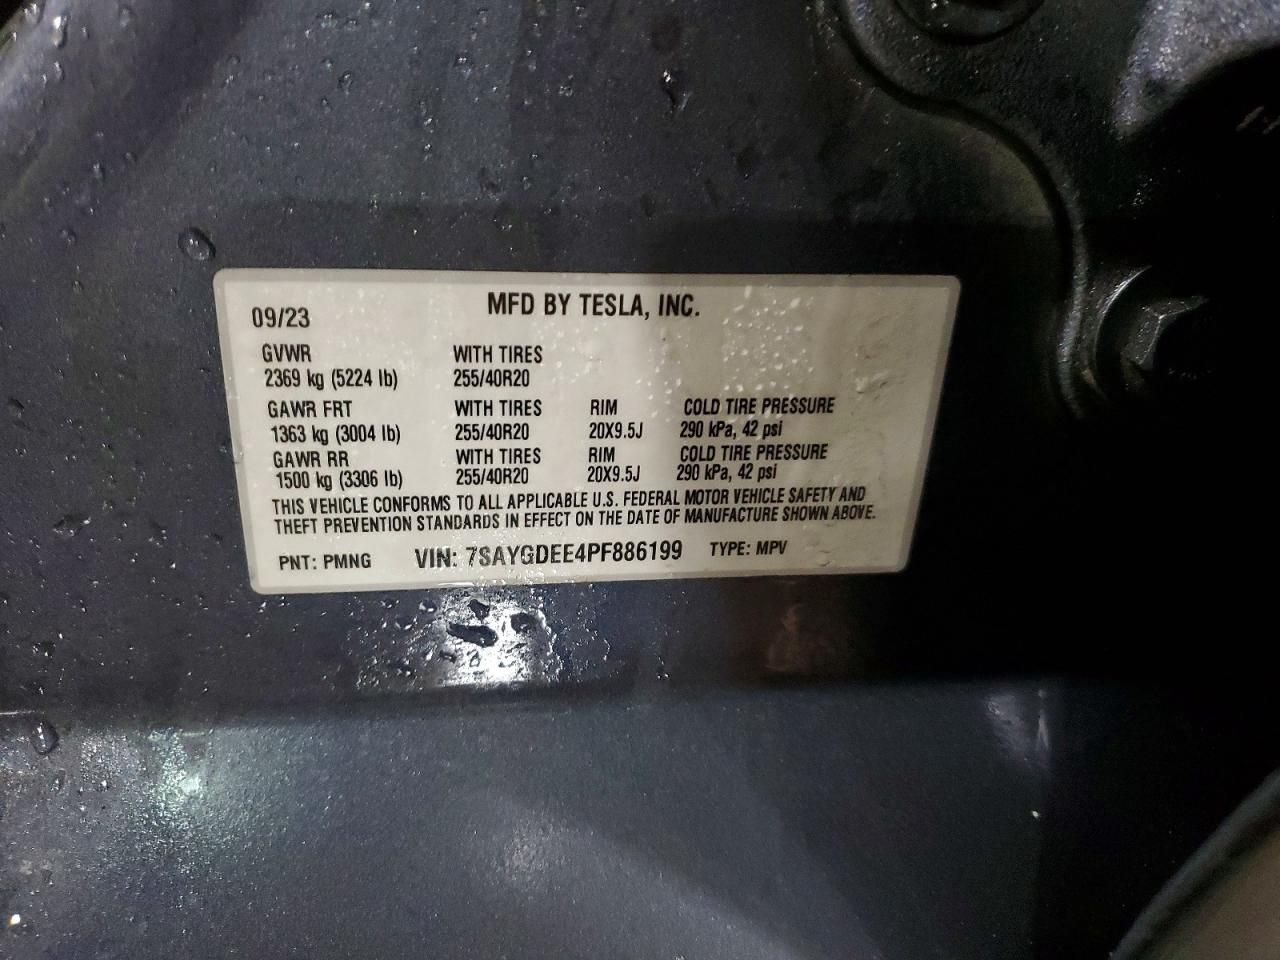 MFD BY TESLA, INC.
09/23
GVWR WITH TIRES
2369 kg (5224 lb) 255/40R20
GAWR FRT WITH TIRES RIM COLD TIRE PRESSURE
1363 kg (3004 lb) 255/40R20 20X9.5J 290 kPa, 42 psi
GAWR RR WITH TIRES RIM COLD TIRE PRESSURE
1500 kg (3306 lb) 255/40R20 20X9.5J 290 kPa, 42 psi
THIS VEHICLE CONFORMS TO ALL APPLICABLE U.S. FEDERAL MOTOR VEHICLE SAFETY AND
THEFT PREVENTION STANDARDS IN EFFECT ON THE DATE OF MANUFACTURE SHOWN ABOVE.
PNT: PMNG VIN: 7SAYGDEE4PF886199 TYPE: MPV